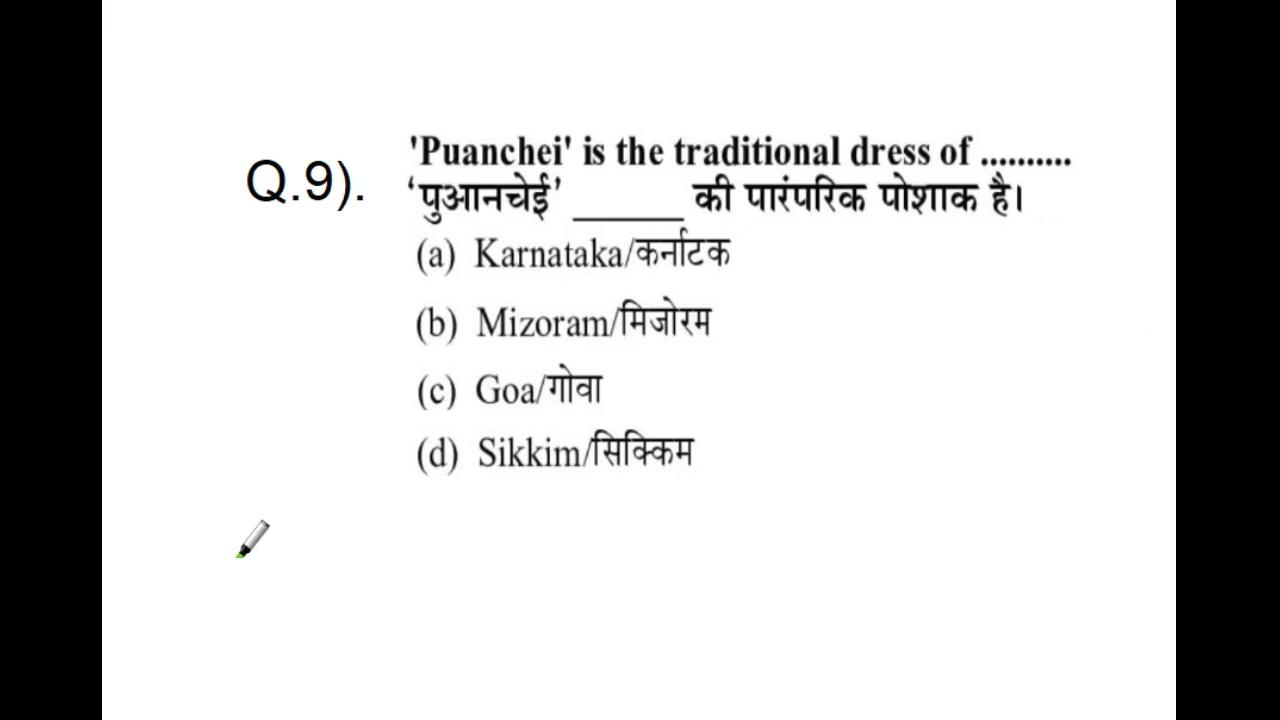 Q.9).
'Puanchei' is the traditional dress of ..........
'पुआनचेई' ______ की पारंपरिक पोशाक है।
(a) Karnataka/कर्नाटक
(b) Mizoram/मिजोरम
(c) Goa/गोवा
(d) Sikkim/सिक्किम